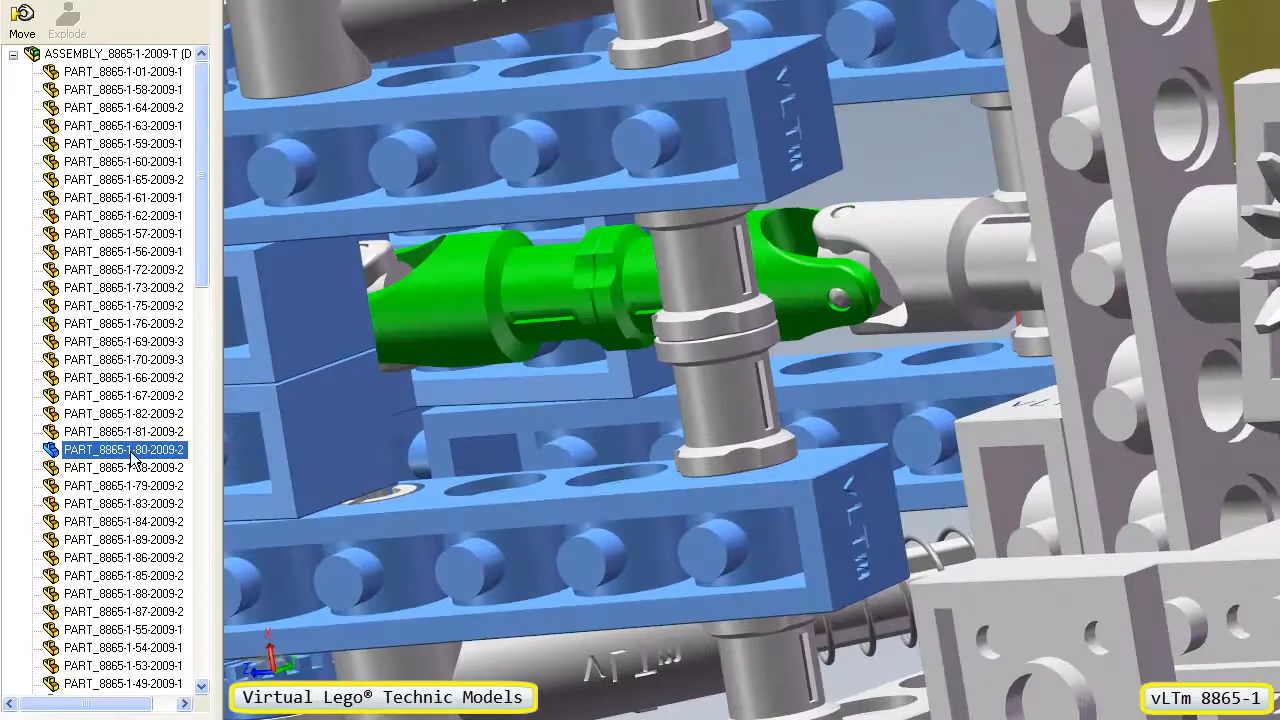 Move
Explode
ASSEMBLY_8865-1-2009-T (D
PART_8865-1-01-2009-1
PART_8865-1-58-2009-1
PART_8865-1-64-2009-2
PART_8865-1-63-2009-1
PART_8865-1-59-2009-1
PART_8865-1-60-2009-1
PART_8865-1-65-2009-2
PART_8865-1-61-2009-1
PART_8865-1-62-2009-1
PART_8865-1-57-2009-1
PART_8865-1-56-2009-1
PART_8865-1-75-2009-2
PART_8865-1-73-2009-2
PART_8865-1-77-2009-2
PART_8865-1-76-2009-2
PART_8865-1-69-2009-2
PART_8865-1-70-2009-3
PART_8865-1-66-2009-2
PART_8865-1-67-2009-2
PART_8865-1-82-2009-2
PART_8865-1-81-2009-2
PART_8865-1-80-2009-2
PART_8865-1-68-2009-2
PART_8865-1-79-2009-2
PART_8865-1-83-2009-2
PART_8865-1-84-2009-2
PART_8865-1-89-2009-2
PART_8865-1-86-2009-2
PART_8865-1-85-2009-2
PART_8865-1-88-2009-2
PART_8865-1-87-2009-2
PART_8865-1-55-2009-1
PART_8865-1-54-2009-1
PART_8865-1-53-2009-1
PART_8865-1-49-2009-1
VLTm
VLTm
VLTm
X
Z
Virtual Lego® Technic Models
vLTm 8865-1